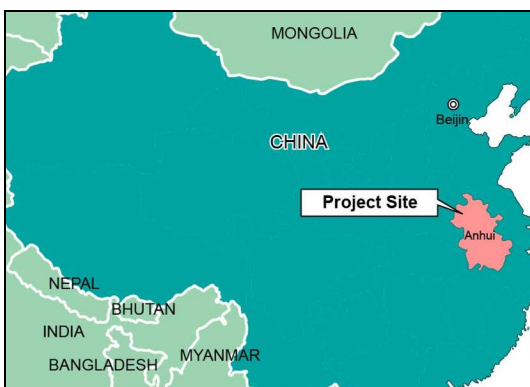 MONGOLIA
Beijin
CHINA
Project Site
Anhui
NEPAL
BHUTAN
INDIA
MYANMAR
BANGLADESH